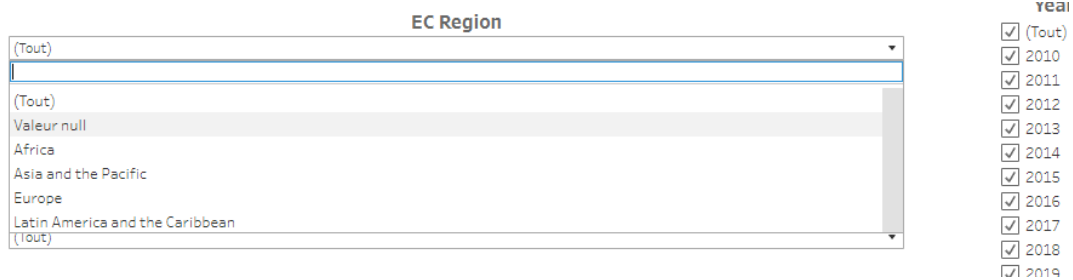 EC Region
(Tout)
(Tout)
Valeur null
Africa
Asia and the Pacific
Europe
Latin America and the Caribbean
(Tout)
Year
(Tout)
2010
2011
2012
2013
2014
2015
2016
2017
2018
2019